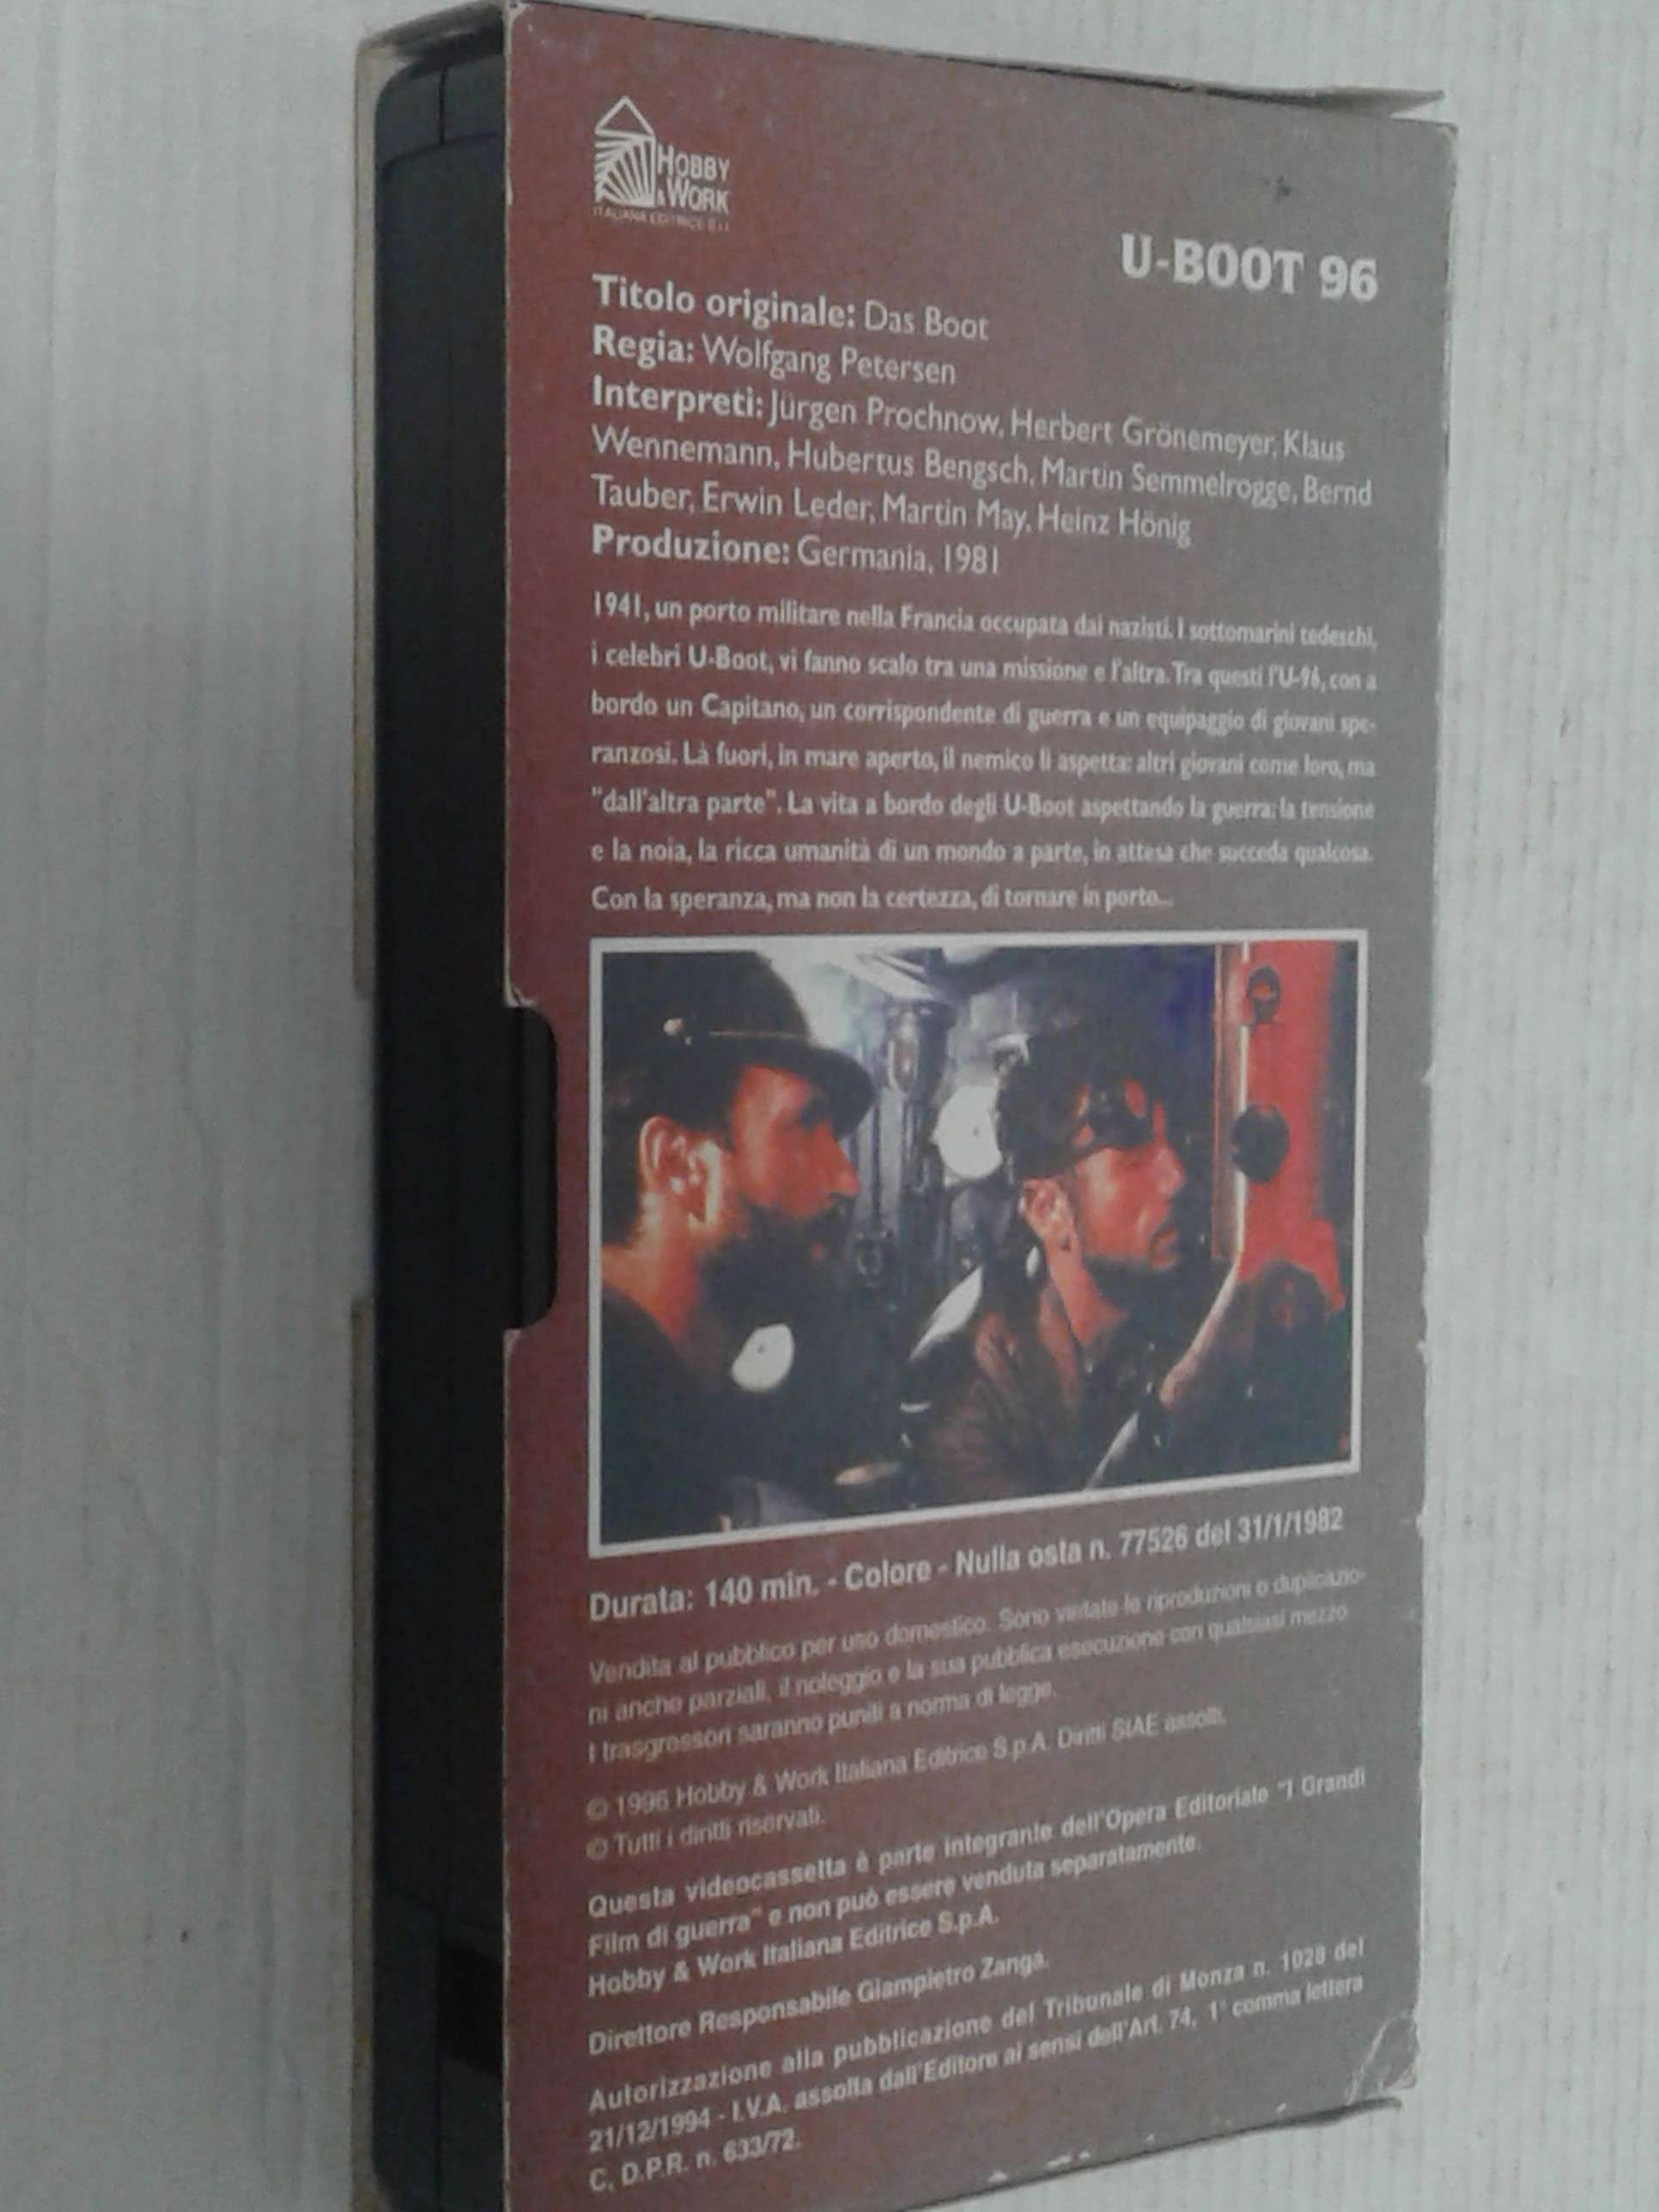 HOBBY
& WORK
ITALIANA EDITRICE S.r.l.
U-BOOT 96
Titolo originale: Das Boot
Regia: Wolfgang Petersen
Interpreti: Jürgen Prochnow, Herbert Grönemeyer, Klaus
Wennemann, Hubertus Bengsch, Martin Semmelrogge, Bernd
Tauber, Erwin Leder, Martin May, Heinz Hönig
Produzione: Germania, 1981
1941, un porto militare nella Francia occupata dai nazisti. I sottomarini tedeschi,
i celebri U-Boot, vi fanno scalo tra una missione e l'altra. Tra questi l'U-96, con a
bordo un Capitano, un corrispondente di guerra e un equipaggio di giovani spe-
ranzosi. Là fuori, in mare aperto, il nemico li aspetta: altri giovani come loro, ma
"dall'altra parte". La vita a bordo degli U-Boot aspettando la guerra: la tensione
e la noia, la ricca umanità di un mondo a parte, in attesa che succeda qualcosa.
Con la speranza, ma non la certezza, di tornare in porto...
Durata: 140 min. - Colore - Nulla osta n. 77526 del 31/1/1982
Vendita al pubblico per uso domestico. Sono vietate le riproduzioni o duplicazio-
ni anche parziali, il noleggio e la sua pubblica esecuzione con qualsiasi mezzo
I trasgressori saranno puniti a norma di legge.
© 1996 Hobby & Work Italiana Editrice S.p.A. Diritti SIAE assolti.
© Tutti i diritti riservati.
Questa videocassetta è parte integrante dell'Opera Editoriale "I Grandi
Film di guerra" e non può essere venduta separatamente.
Hobby & Work Italiana Editrice S.p.A.
Direttore Responsabile Giampietro Zanga.
Autorizzazione alla pubblicazione del Tribunale di Monza n. 1028 del
21/12/1994 - I.V.A. assolta dall'Editore ai sensi dell'Art. 74, 1° comma lettera
C, D.P.R. n. 633/72.